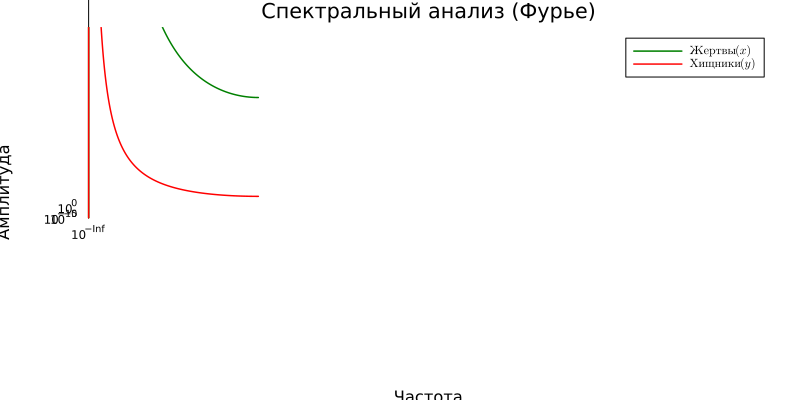 Спектральный анализ (Фурье)
Жертвы(x)
Хищники(y)
Амплитуда
10^0
10^-Inf
Частота